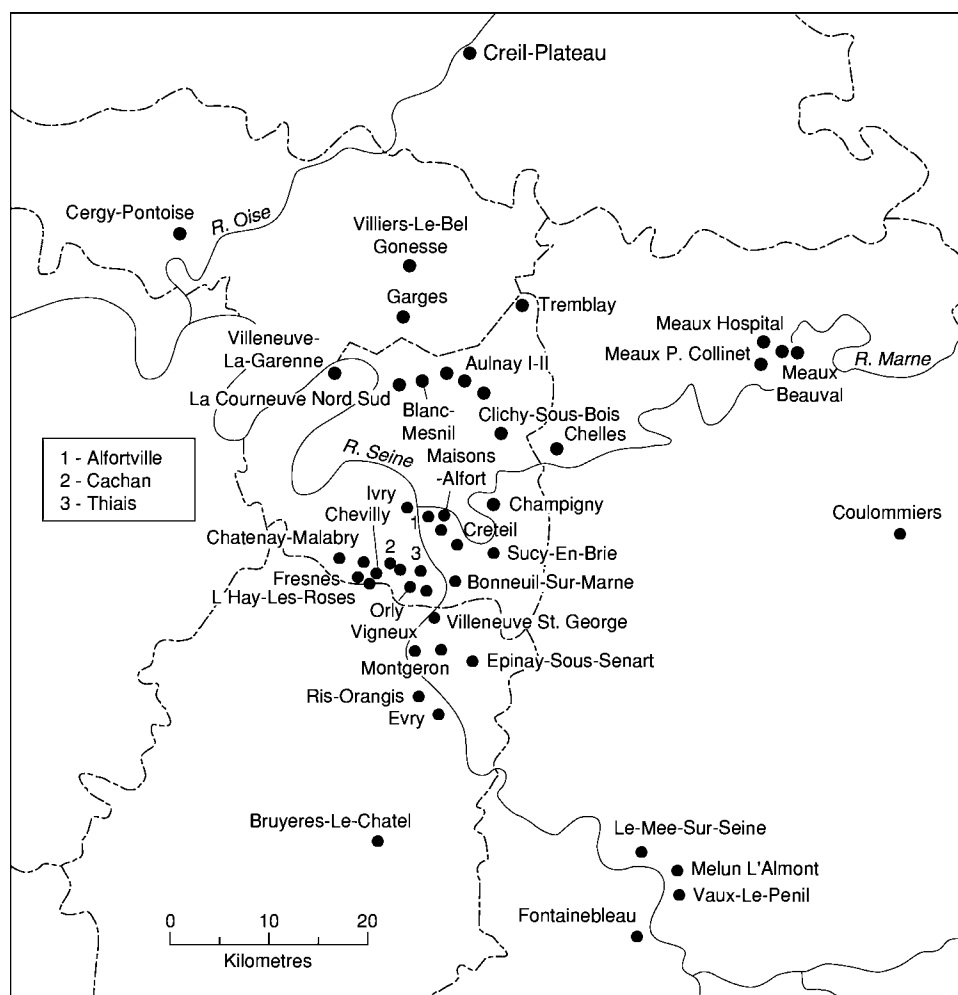 Creil-Plateau
Cergy-Pontoise
R. Oise
Villiers-Le-Bel
Gonesse
Garges
Tremblay
Villeneuve-
La-Garenne
Meaux Hospital
Meaux P. Collinet
R. Marne
Meaux
Beauval
Aulnay I-II
La Courneuve Nord Sud
Blanc-
Mesnil
Clichy-Sous-Bois
Chelles
1 - Alfortville
2 - Cachan
3 - Thiais
R. Seine
Maisons
-Alfort
Ivry
Chevilly
1
Champigny
Creteil
Coulommiers
Chatenay-Malabry
2
3
Sucy-En-Brie
Fresnes
L'Hay-Les-Roses
Bonneuil-Sur-Marne
Orly
Villeneuve St. George
Vigneux
Montgeron
Epinay-Sous-Senart
Ris-Orangis
Evry
Bruyeres-Le-Chatel
Le-Mee-Sur-Seine
Melun L'Almont
Vaux-Le-Penil
Fontainebleau
0 10 20
Kilometres